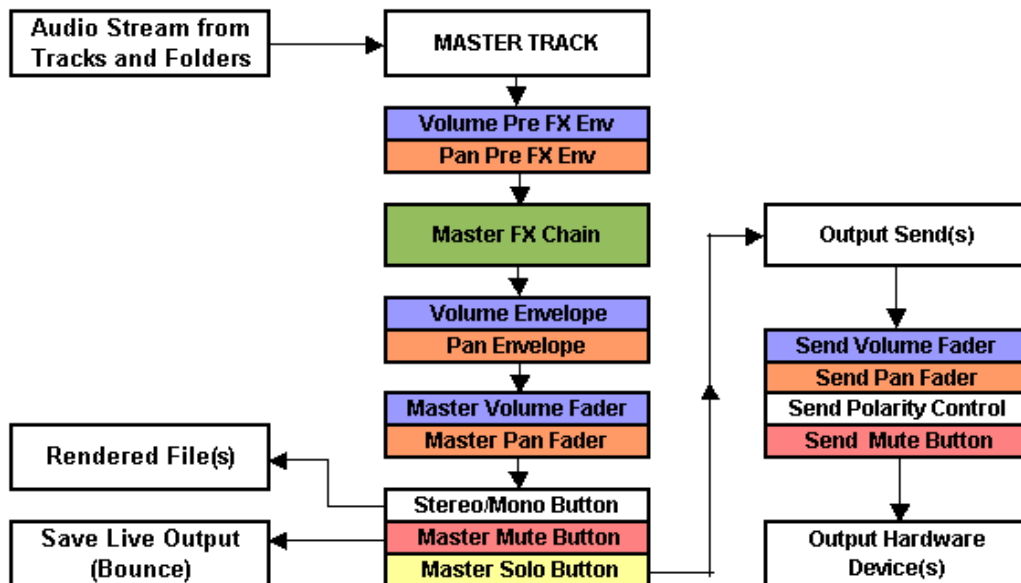 Audio Stream from
Tracks and Folders
MASTER TRACK
Volume Pre FX Env
Pan Pre FX Env
Master FX Chain
Volume Envelope
Pan Envelope
Master Volume Fader
Master Pan Fader
Stereo/Mono Button
Master Mute Button
Master Solo Button
Rendered File(s)
Save Live Output
(Bounce)
Output Send(s)
Send Volume Fader
Send Pan Fader
Send Polarity Control
Send Mute Button
Output Hardware
Device(s)